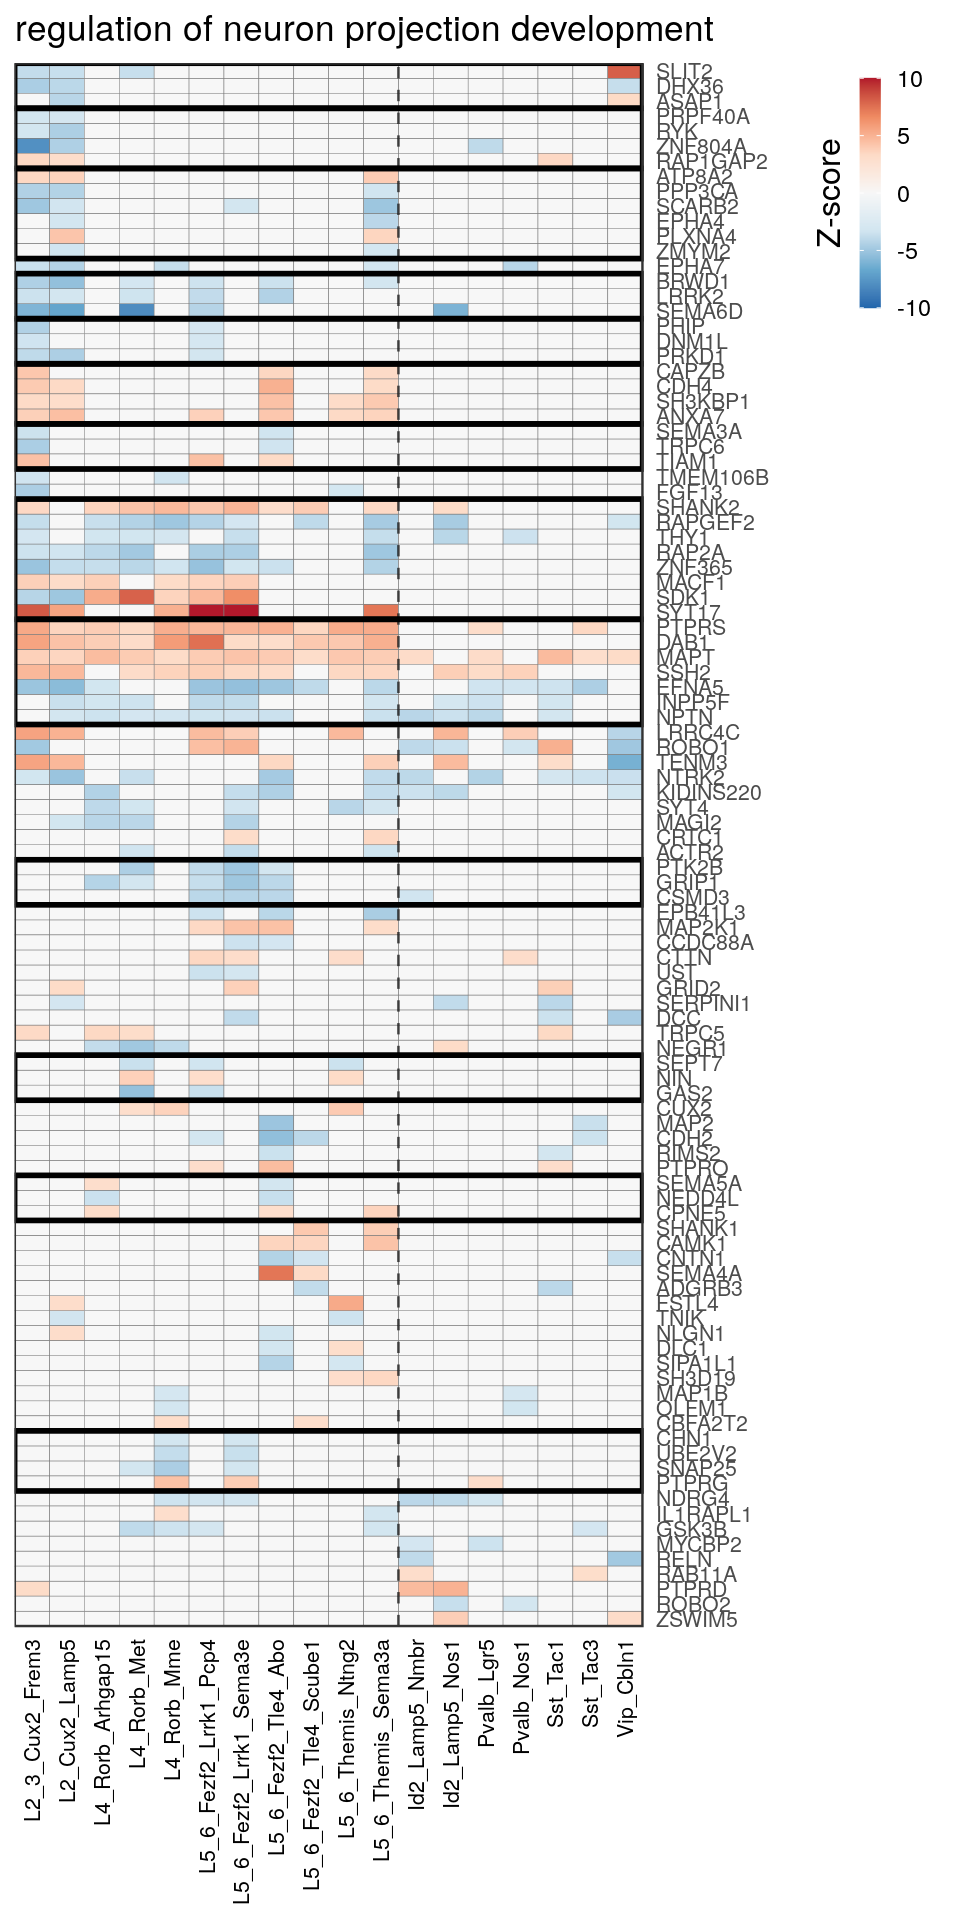 regulation of neuron projection development
SLIT2
DHX36
ASAP1
PRPF40A
RYK
ZNF804A
RAP1GAP2
ATP8A2
PPP3CA
SCARB2
EPHA4
PLXNA4
ZMYM2
EPHA7
BRWD1
LRRK2
SEMA6D
PHIP
DNM1L
PRKD1
CAPZB
CDH4
SH3KBP1
ANXA7
SEMA3A
TRPC6
TIAM1
TMEM106B
FGF13
SHANK2
RAPGEF2
THY1
RAP2A
ZNF365
MACF1
SDK1
SYT17
PTPRS
DAB1
MAPT
SSH2
EFNA5
INPP5F
NPTN
LRRC4C
ROBO1
TENM3
NTRK2
KIDINS220
SYT4
MAGI2
CRTC1
ACTR2
PTK2B
GRIP1
CSMD3
EPB41L3
MAP2K1
CCDC88A
CTTN
UST
GRID2
SERPINI1
DCC
TRPC5
NEGR1
SEPT7
NIN
GAS2
CUX2
MAP2
CDH2
RIMS2
PTPRO
SEMA5A
NEDD4L
CPNE5
SHANK1
CAMK1
CNTN1
SEMA4A
ADGRB3
FSTL4
TNIK
NLGN1
DLC1
SIPA1L1
SH3D19
MAP1B
OLFM1
CBFA2T2
CHN1
UBE2V2
SNAP25
PTPRG
NDRG4
IL1RAPL1
GSK3B
MYCBP2
RELN
RAB11A
PTPRD
ROBO2
ZSWIM5
Z-score
10
5
0
-5
-10
L2_3_Cux2_Frem3
L2_Cux2_Lamp5
L4_Rorb_Arhgap15
L4_Rorb_Met
L4_Rorb_Mme
L5_6_Fezf2_Lrrk1_Pcp4
L5_6_Fezf2_Lrrk1_Sema3e
L5_6_Fezf2_Tle4_Abo
L5_6_Fezf2_Tle4_Scube1
L5_6_Themis_Ntng2
L5_6_Themis_Sema3a
Id2_Lamp5_Nmbr
Id2_Lamp5_Nos1
Pvalb_Lgr5
Pvalb_Nos1
Sst_Tac1
Sst_Tac3
Vip_Cbln1